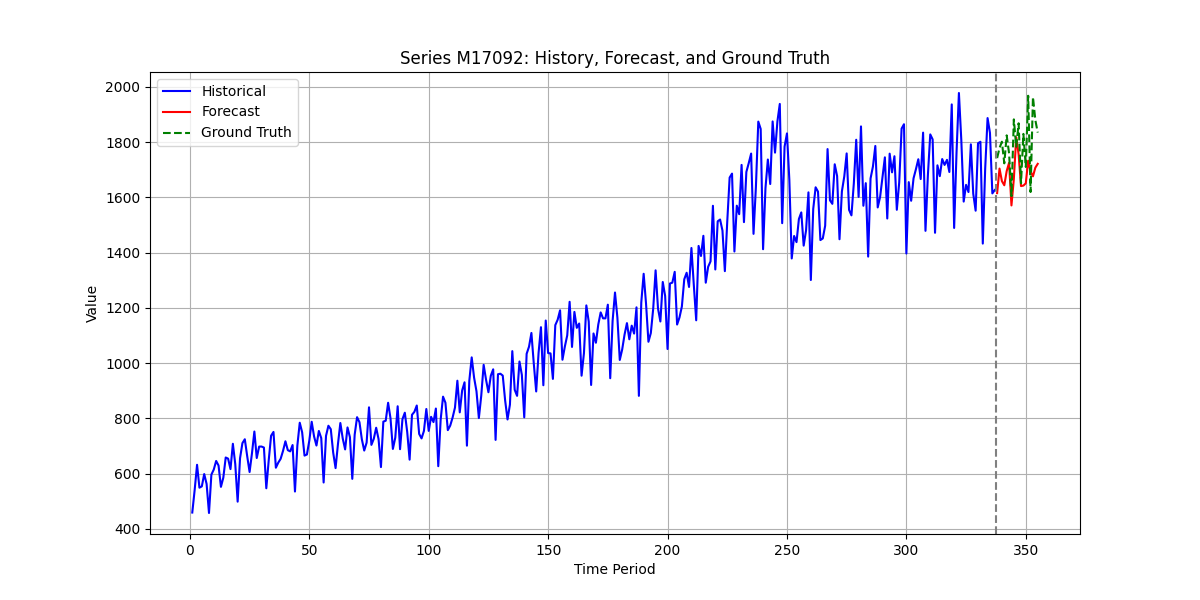 Series M17092: History, Forecast, and Ground Truth
Historical
Forecast
Ground Truth
2000
1800
1600
1400
1200
1000
800
600
400
Value
0 50 100 150 200 250 300 350
Time Period